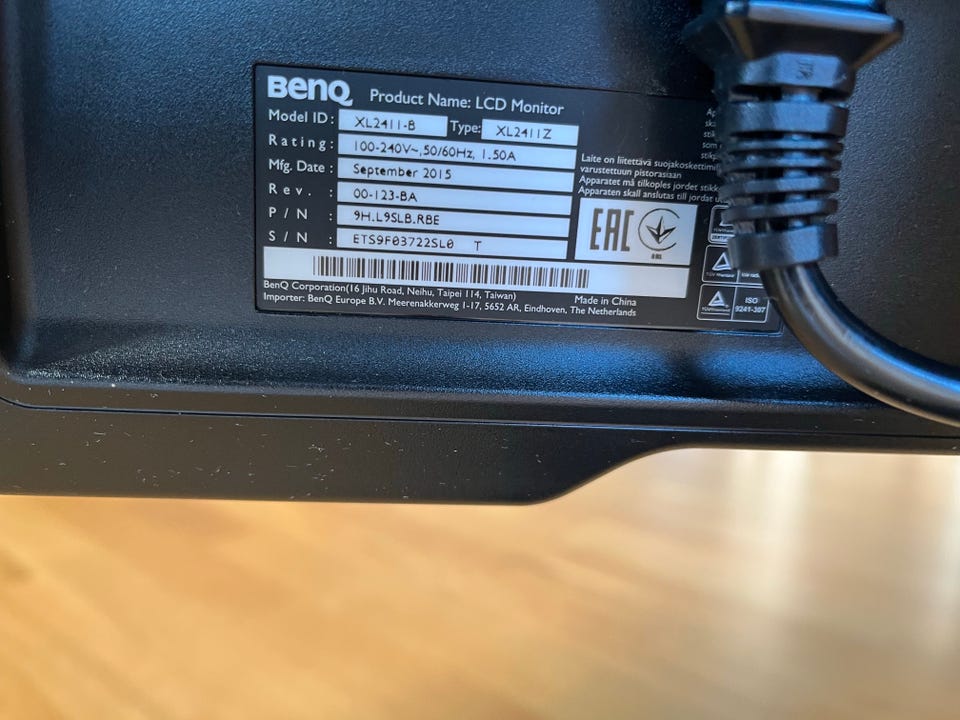 BenQ Product Name: LCD Monitor
Model ID: XL2411-B Type: XL2411Z
Rating: 100-240V~,50/60Hz, 1.50A
Mfg. Date: September 2015
Rev. : 00-123-BA
P/N : 9H.L9SLB.RBE
S/N : ETS9F03722SL0 T
BenQ Corporation(16 Jihu Road, Neihu, Taipei 114, Taiwan) Made in China
Importer: BenQ Europe B.V. Meerenakkerweg 1-17, 5652 AR, Eindhoven, The Netherlands
Laite on liitettävä
varustettuun pistorasiaan
Apparatet må tilkoples jordet
Apparaten skall anslutas till jordat
EAC
ISO
9241-307